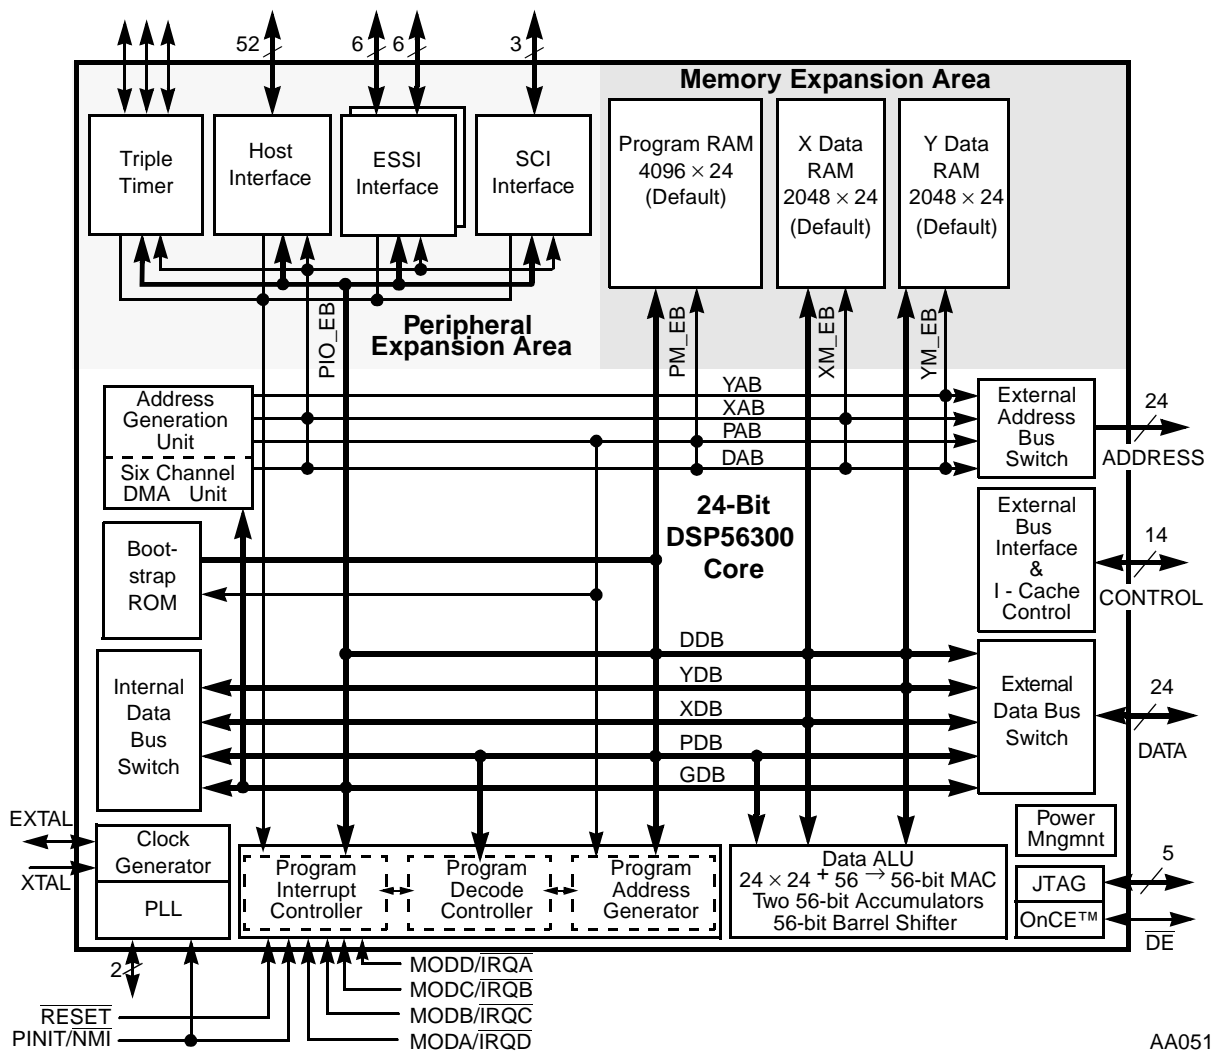 52
6
6
3
Memory Expansion Area
Triple
Timer
Host
Interface
ESSI
Interface
SCI
Interface
Program RAM
4096 × 24
(Default)
X Data
RAM
2048 × 24
(Default)
Y Data
RAM
2048 × 24
(Default)
Peripheral
Expansion Area
PIO_EB
PM_EB
XM_EB
YM_EB
Address
Generation
Unit
Six Channel
DMA Unit
YAB
XAB
PAB
DAB
External
Address
Bus
Switch
24
ADDRESS
24-Bit
DSP56300
Core
Boot-
strap
ROM
External
Bus
Interface
&
I - Cache
Control
14
CONTROL
DDB
YDB
XDB
PDB
GDB
Internal
Data
Bus
Switch
External
Data Bus
Switch
24
DATA
EXTAL
XTAL
Clock
Generator
PLL
Program
Interrupt
Controller
Program
Decode
Controller
Program
Address
Generator
Data ALU
24 × 24 + 56 → 56-bit MAC
Two 56-bit Accumulators
56-bit Barrel Shifter
Power
Mngmnt
JTAG
OnCE™
5
DE
2
RESET
PINIT/NMI
MODD/IRQA
MODC/IRQB
MODB/IRQC
MODA/IRQD
AA051